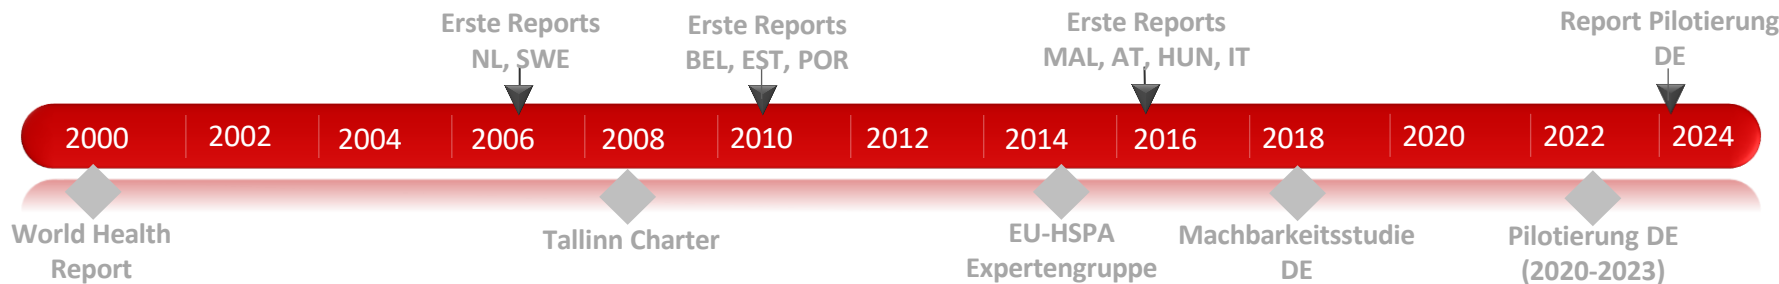 Erste Reports
NL, SWE
Erste Reports
BEL, EST, POR
Erste Reports
MAL, AT, HUN, IT
Report Pilotierung
DE
2000
2002
2004
2006
2008
2010
2012
2014
2016
2018
2020
2022
2024
World Health
Report
Tallinn Charter
EU-HSPA
Expertengruppe
Machbarkeitsstudie
DE
Pilotierung DE
(2020-2023)